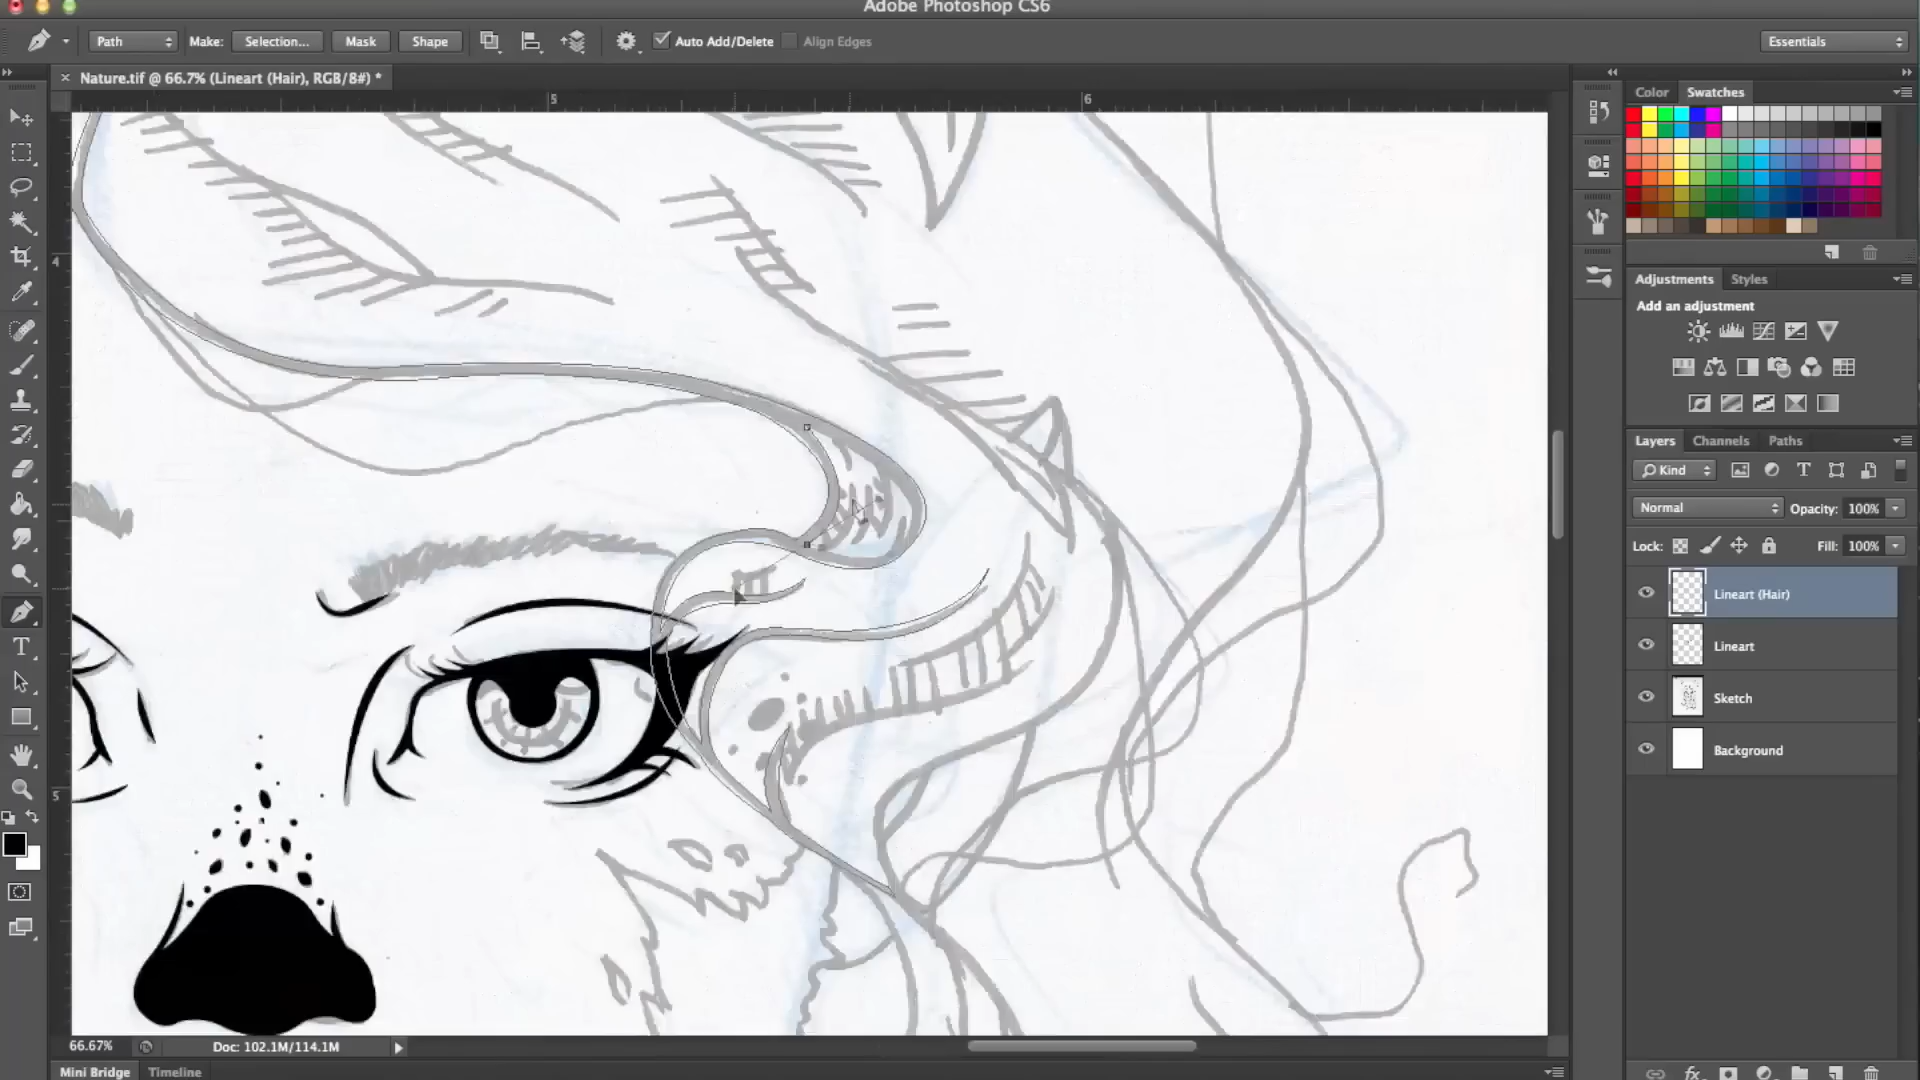 Adobe Photoshop CS6
Path Make: Selection... Mask Shape Auto Add/Delete Align Edges Essentials
Nature.tif @ 66.7% (Lineart (Hair), RGB/8#) *
5 6
4
5
Color Swatches
Adjustments Styles
Add an adjustment
Layers Channels Paths
Kind
Normal Opacity: 100%
Lock: Fill: 100%
Lineart (Hair)
Lineart
Sketch
Background
66.67% Doc: 102.1M/114.1M
Mini Bridge Timeline